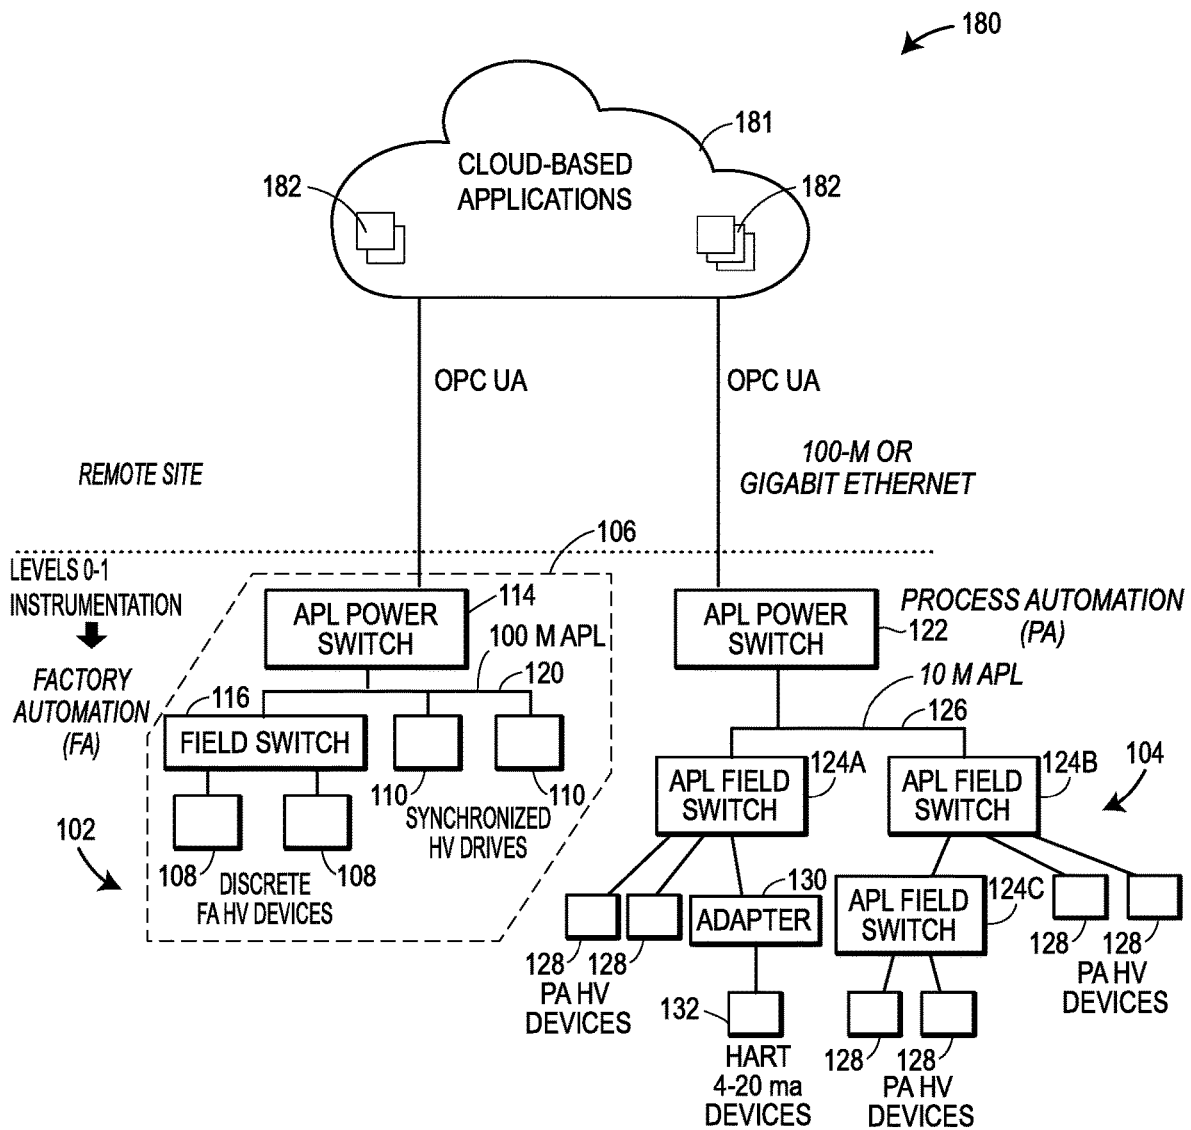 180
181
CLOUD-BASED
APPLICATIONS
182
182
OPC UA
OPC UA
REMOTE SITE
100-M OR
GIGABIT ETHERNET
106
LEVELS 0-1
INSTRUMENTATION
FACTORY
AUTOMATION
(FA)
APL POWER
SWITCH
114
100 M APL
120
116
FIELD SWITCH
110
110
SYNCHRONIZED
HV DRIVES
108
108
DISCRETE
FA HV DEVICES
102
APL POWER
SWITCH
PROCESS AUTOMATION
(PA)
122
10 M APL
126
APL FIELD
SWITCH
124A
APL FIELD
SWITCH
124B
104
130
ADAPTER
APL FIELD
SWITCH
124C
128
128
PA HV
DEVICES
128
128
PA HV
DEVICES
132
HART
4-20 ma
DEVICES
128
128
PA HV
DEVICES